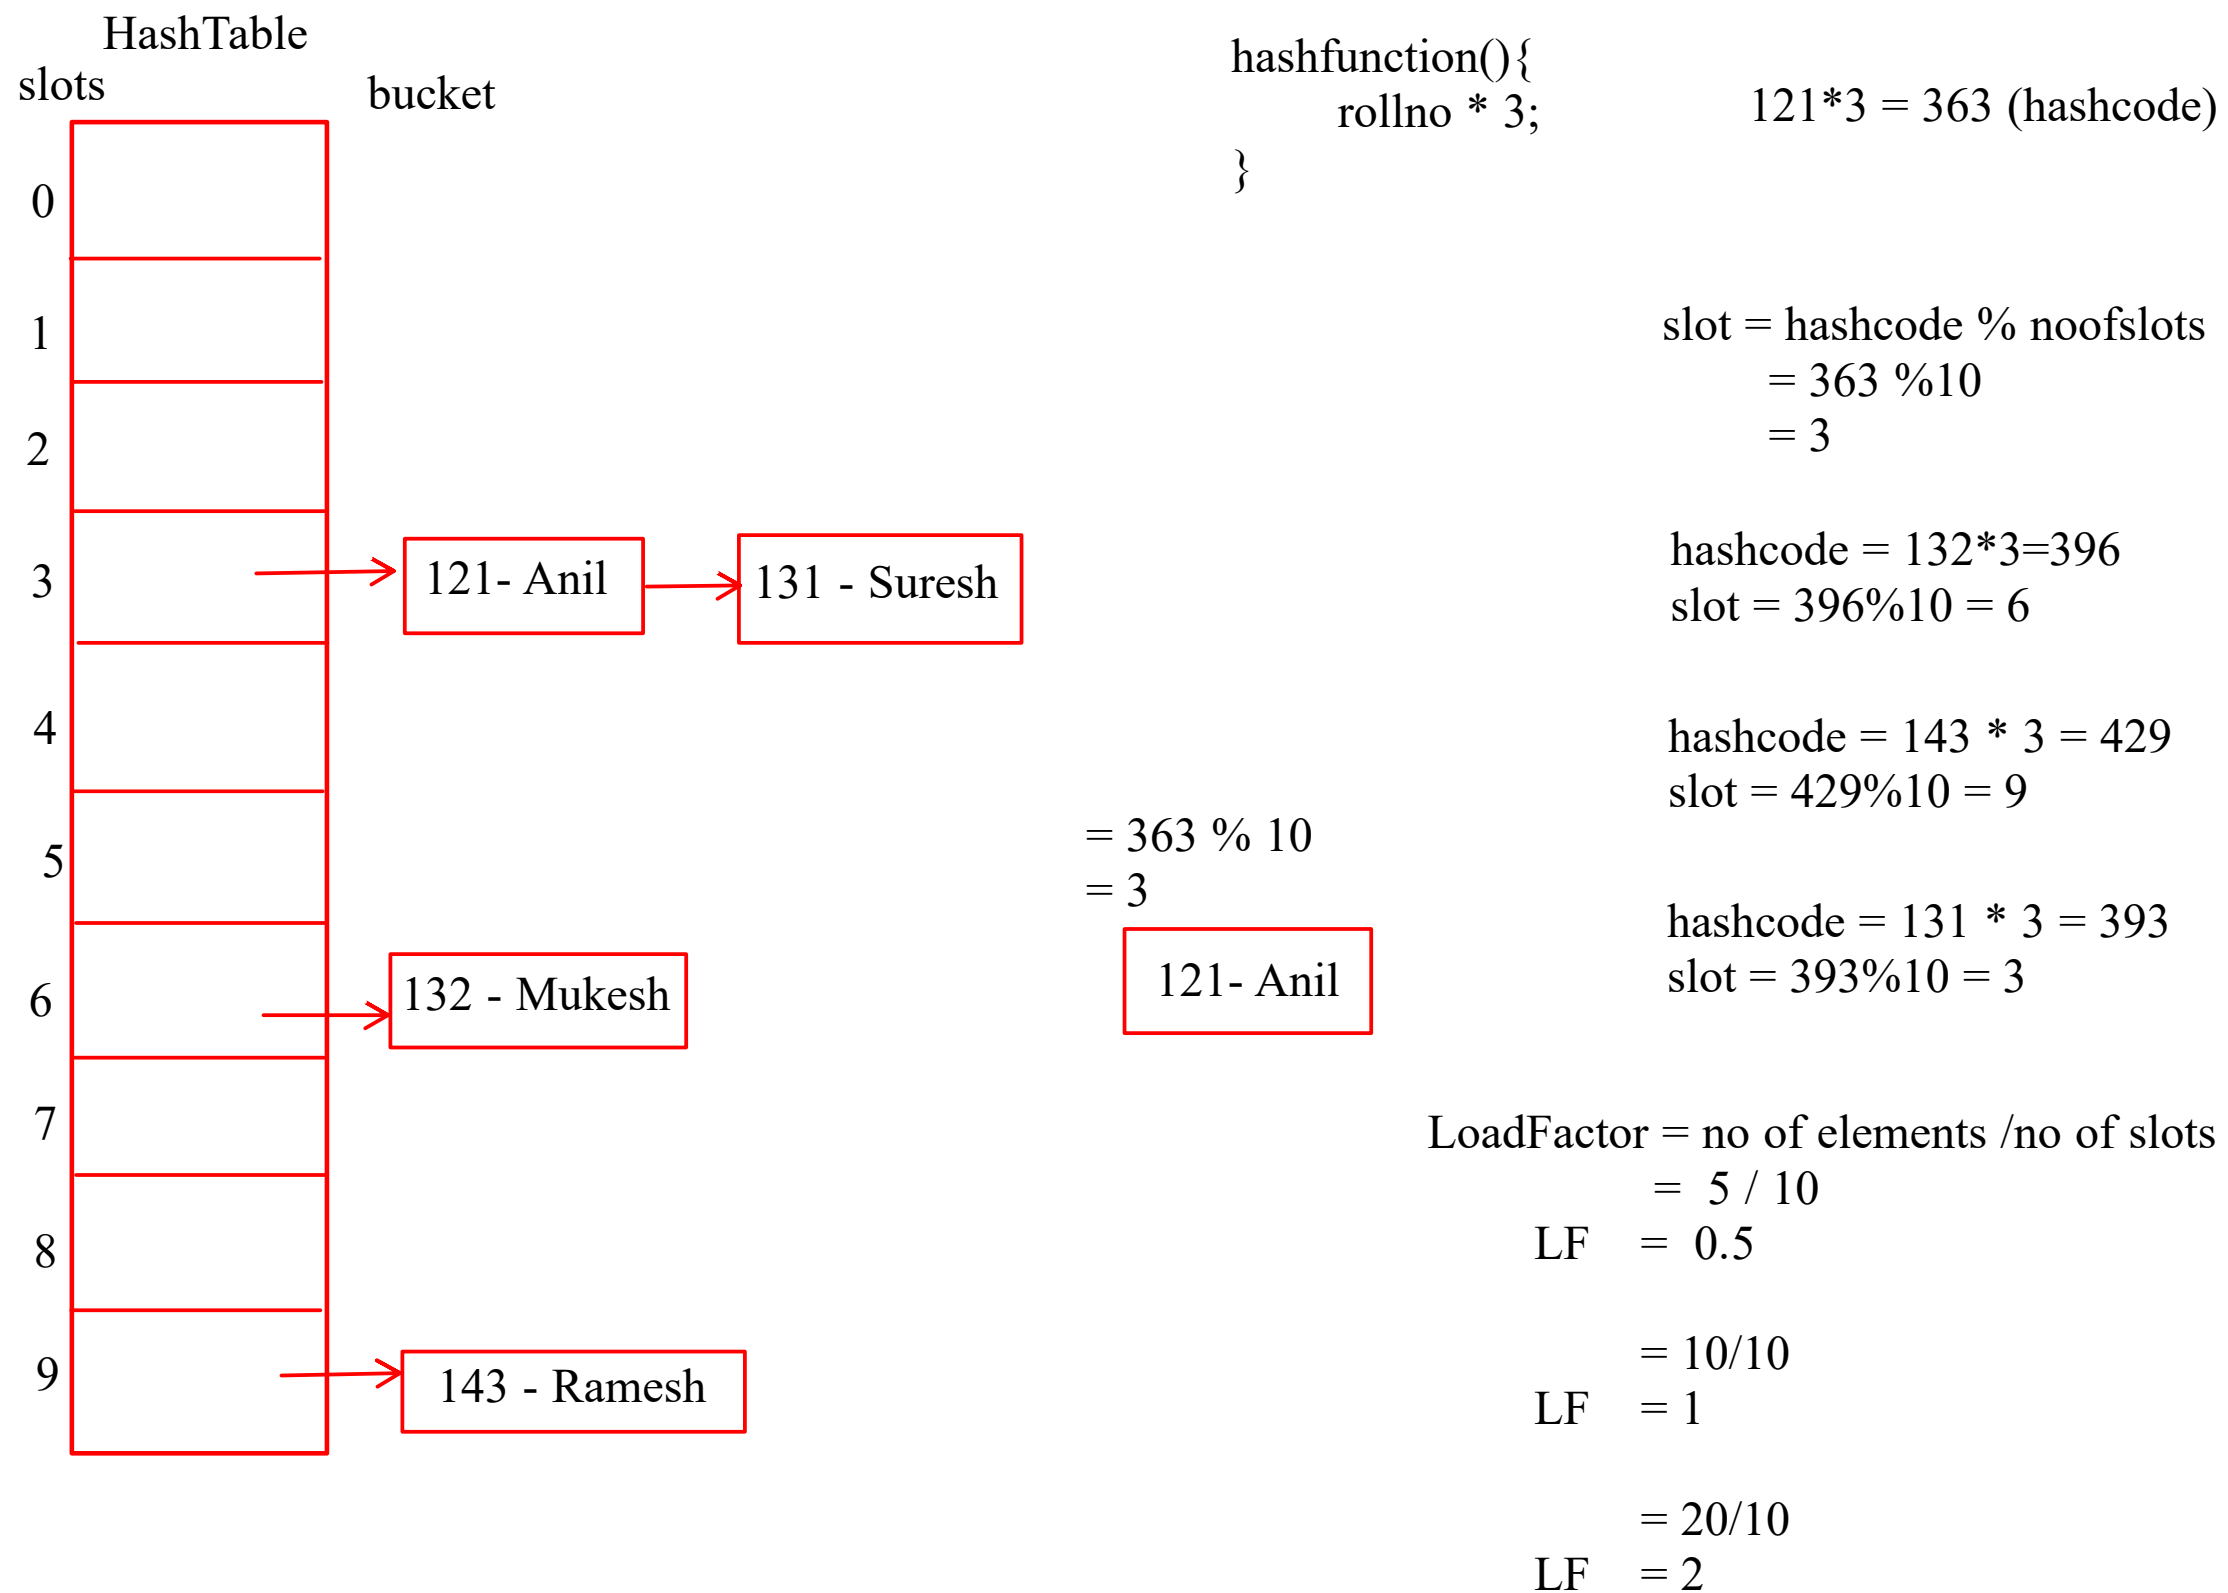 HashTable
slots
bucket
0
1
2
3
4
5
6
7
8
9
121- Anil
131 - Suresh
132 - Mukesh
143 - Ramesh
hashfunction(){
rollno * 3;
}
121*3 = 363 (hashcode)
slot = hashcode % noofslots
= 363 %10
= 3
hashcode = 132*3=396
slot = 396%10 = 6
hashcode = 143 * 3 = 429
slot = 429%10 = 9
= 363 % 10
= 3
121- Anil
hashcode = 131 * 3 = 393
slot = 393%10 = 3
LoadFactor = no of elements /no of slots
= 5 / 10
LF = 0.5
= 10/10
LF = 1
= 20/10
LF = 2